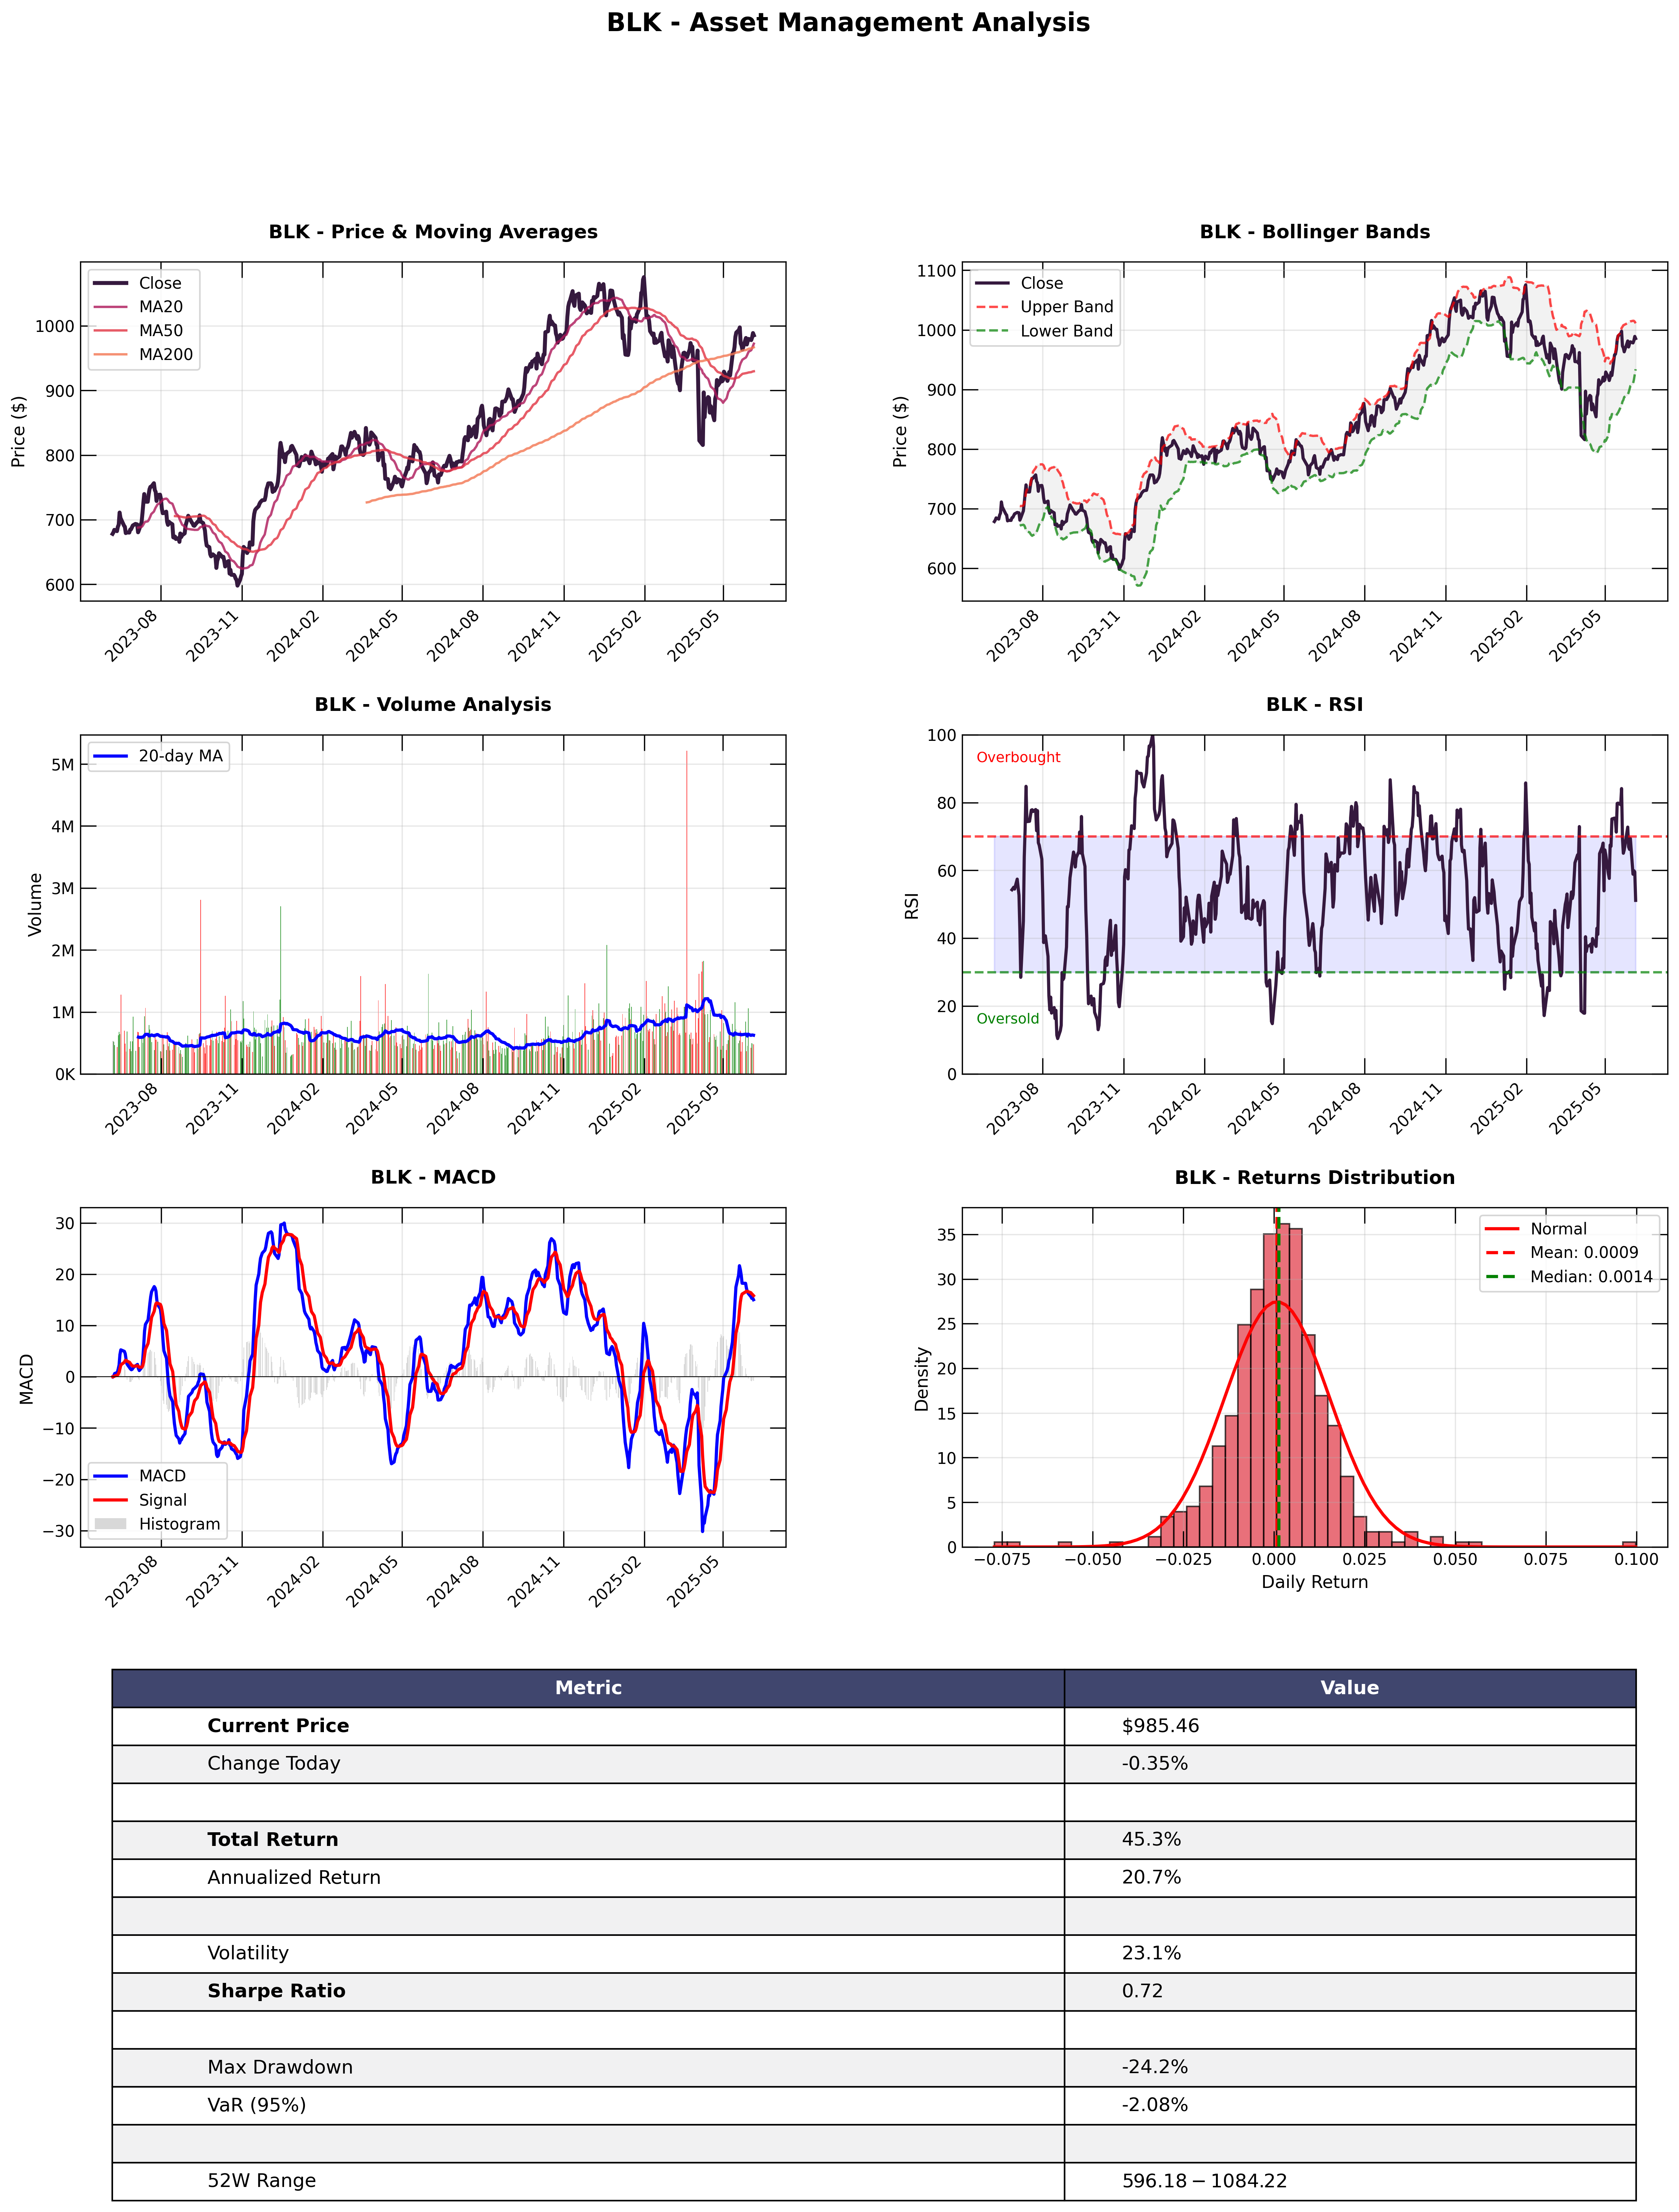 BLK - Asset Management Analysis
BLK - Price & Moving Averages
Close
MA20
MA50
MA200
Price ($)
1000
900
800
700
600
2023-08
2023-11
2024-02
2024-05
2024-08
2024-11
2025-02
2025-05
BLK - Bollinger Bands
Close
Upper Band
Lower Band
Price ($)
1100
1000
900
800
700
600
2023-08
2023-11
2024-02
2024-05
2024-08
2024-11
2025-02
2025-05
BLK - Volume Analysis
20-day MA
Volume
5M
4M
3M
2M
1M
0K
2023-08
2023-11
2024-02
2024-05
2024-08
2024-11
2025-02
2025-05
BLK - RSI
Overbought
Oversold
RSI
100
80
60
40
20
0
2023-08
2023-11
2024-02
2024-05
2024-08
2024-11
2025-02
2025-05
BLK - MACD
MACD
30
20
10
0
−10
−20
−30
MACD
Signal
Histogram
2023-08
2023-11
2024-02
2024-05
2024-08
2024-11
2025-02
2025-05
BLK - Returns Distribution
Normal
Mean: 0.0009
Median: 0.0014
Density
35
30
25
20
15
10
5
0
−0.075
−0.050
−0.025
0.000
0.025
0.050
0.075
0.100
Daily Return
Metric Value
Current Price $985.46
Change Today -0.35%
Total Return 45.3%
Annualized Return 20.7%
Volatility 23.1%
Sharpe Ratio 0.72
Max Drawdown -24.2%
VaR (95%) -2.08%
52W Range 596.18 − 1084.22